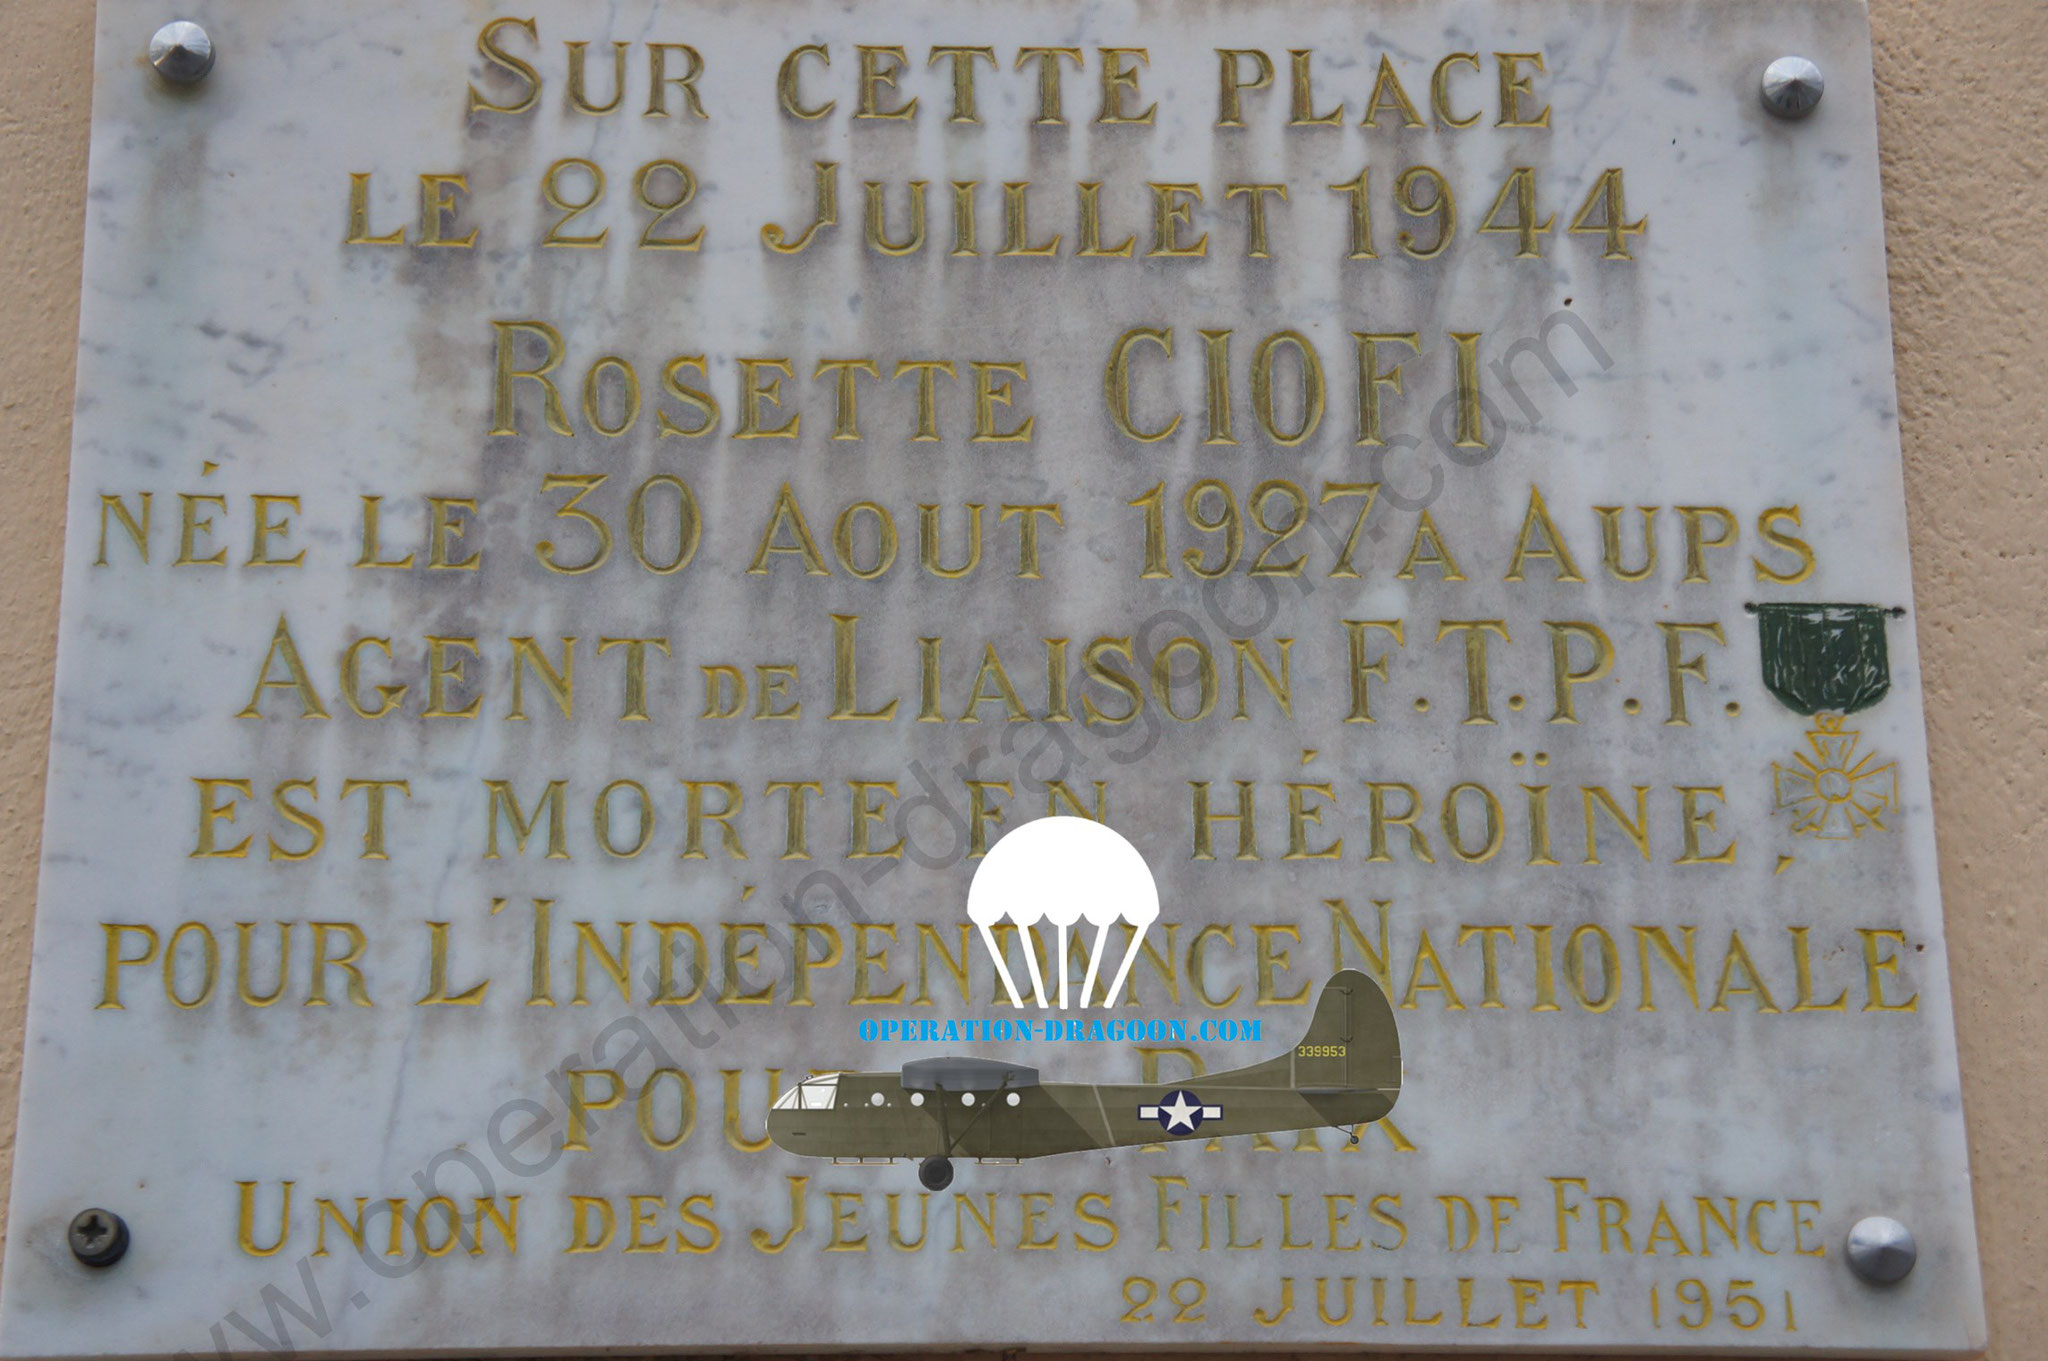 SUR CETTE PLACE
LE 22 JUILLET 1944
ROSETTE CIOFI
NÉE LE 30 AOUT 1927 A AUPS
AGENT DE LIAISON F.T.P.F.
EST MORTE EN HÉROÏNE
POUR L'INDÉPENDANCE NATIONALE
OPERATION-DRAGOON.COM
339953
POUR PAIX
UNION DES JEUNES FILLES DE FRANCE
22 JUILLET 1951
www.operation-dragoon.com